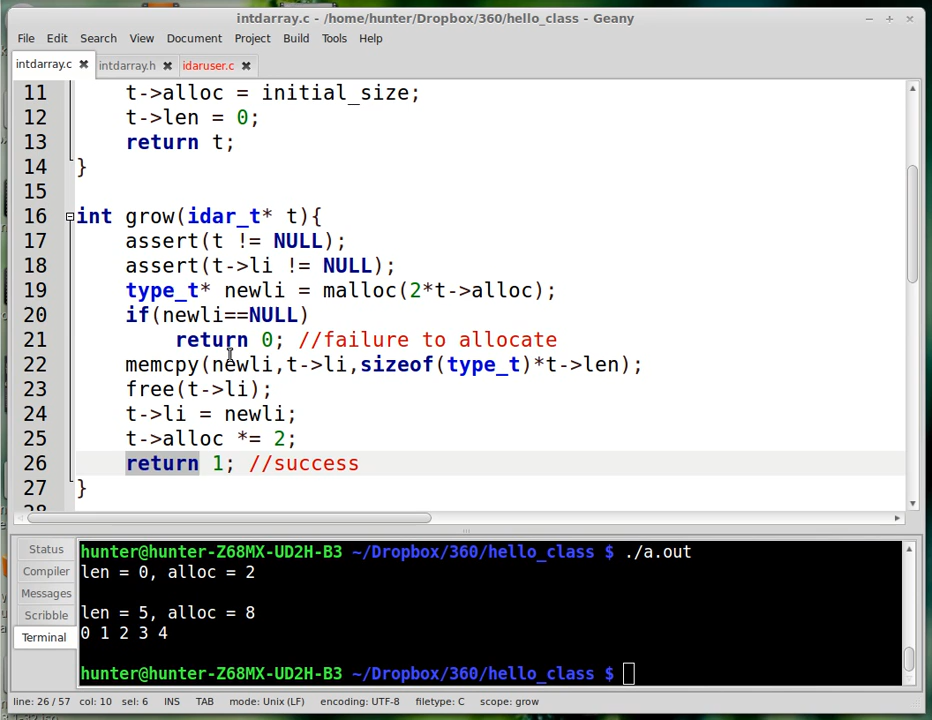 intdarray.c - /home/hunter/Dropbox/360/hello_class - Geany
File Edit Search View Document Project Build Tools Help
intdarray.c intdarray.h idaruser.c
11 t->alloc = initial_size;
12 t->len = 0;
13 return t;
14 }
15
16 int grow(idar_t* t){
17 assert(t != NULL);
18 assert(t->li != NULL);
19 type_t* newli = malloc(2*t->alloc);
20 if(newli==NULL)
21 return 0; //failure to allocate
22 memcpy(newli,t->li,sizeof(type_t)*t->len);
23 free(t->li);
24 t->li = newli;
25 t->alloc *= 2;
26 return 1; //success
27 }
Status
Compiler
Messages
Scribble
Terminal
hunter@hunter-Z68MX-UD2H-B3 ~/Dropbox/360/hello_class $ ./a.out
len = 0, alloc = 2
len = 5, alloc = 8
0 1 2 3 4
hunter@hunter-Z68MX-UD2H-B3 ~/Dropbox/360/hello_class $
line: 26 / 57 col: 10 sel: 6 INS TAB mode: Unix (LF) encoding: UTF-8 filetype: C scope: grow